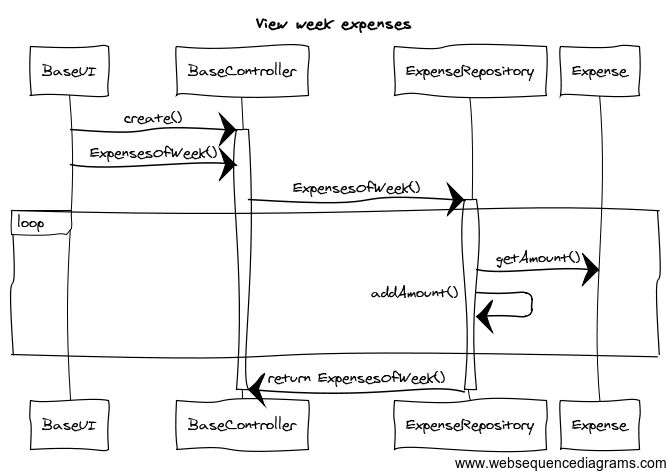 View week expenses
BaseUI
BaseController
ExpenseRepository
Expense
create()
ExpensesOfWeek()
ExpensesOfWeek()
loop
getAmount()
addAmount()
return ExpensesOfWeek()
BaseUI
BaseController
ExpenseRepository
Expense
www.websequencediagrams.com